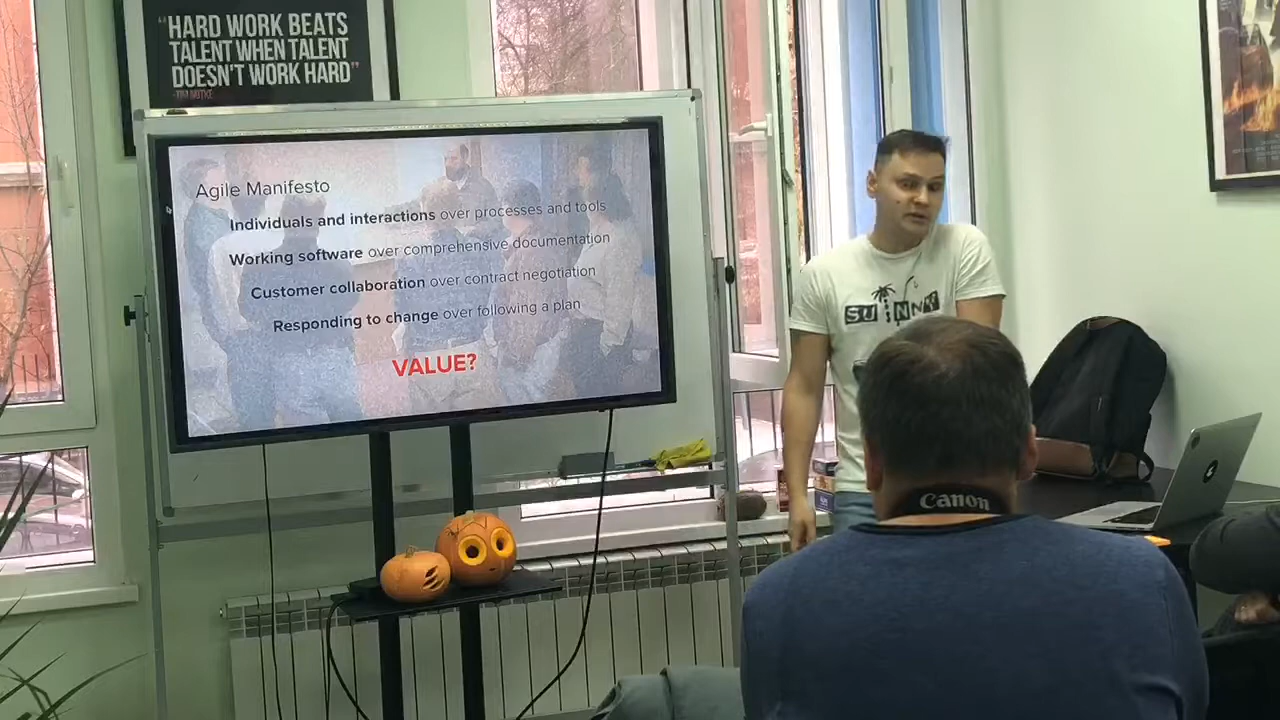 “HARD WORK BEATS
TALENT WHEN TALENT
DOESN'T WORK HARD”
Agile Manifesto
Individuals and interactions over processes and tools
Working software over comprehensive documentation
Customer collaboration over contract negotiation
Responding to change over following a plan
VALUE?
SUNNY
Canon